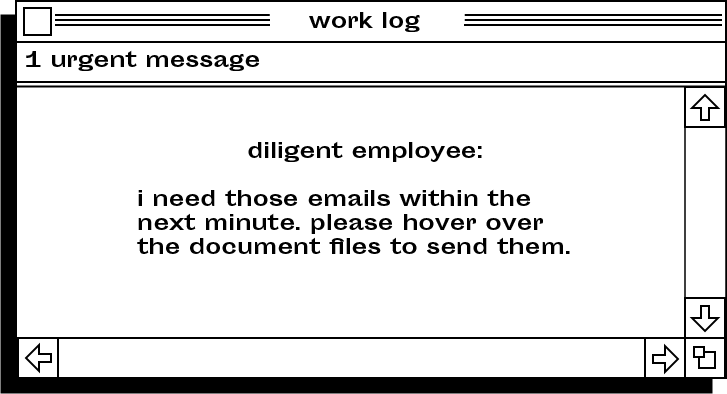 work log
1 urgent message
diligent employee:
i need those emails within the
next minute. please hover over
the document files to send them.